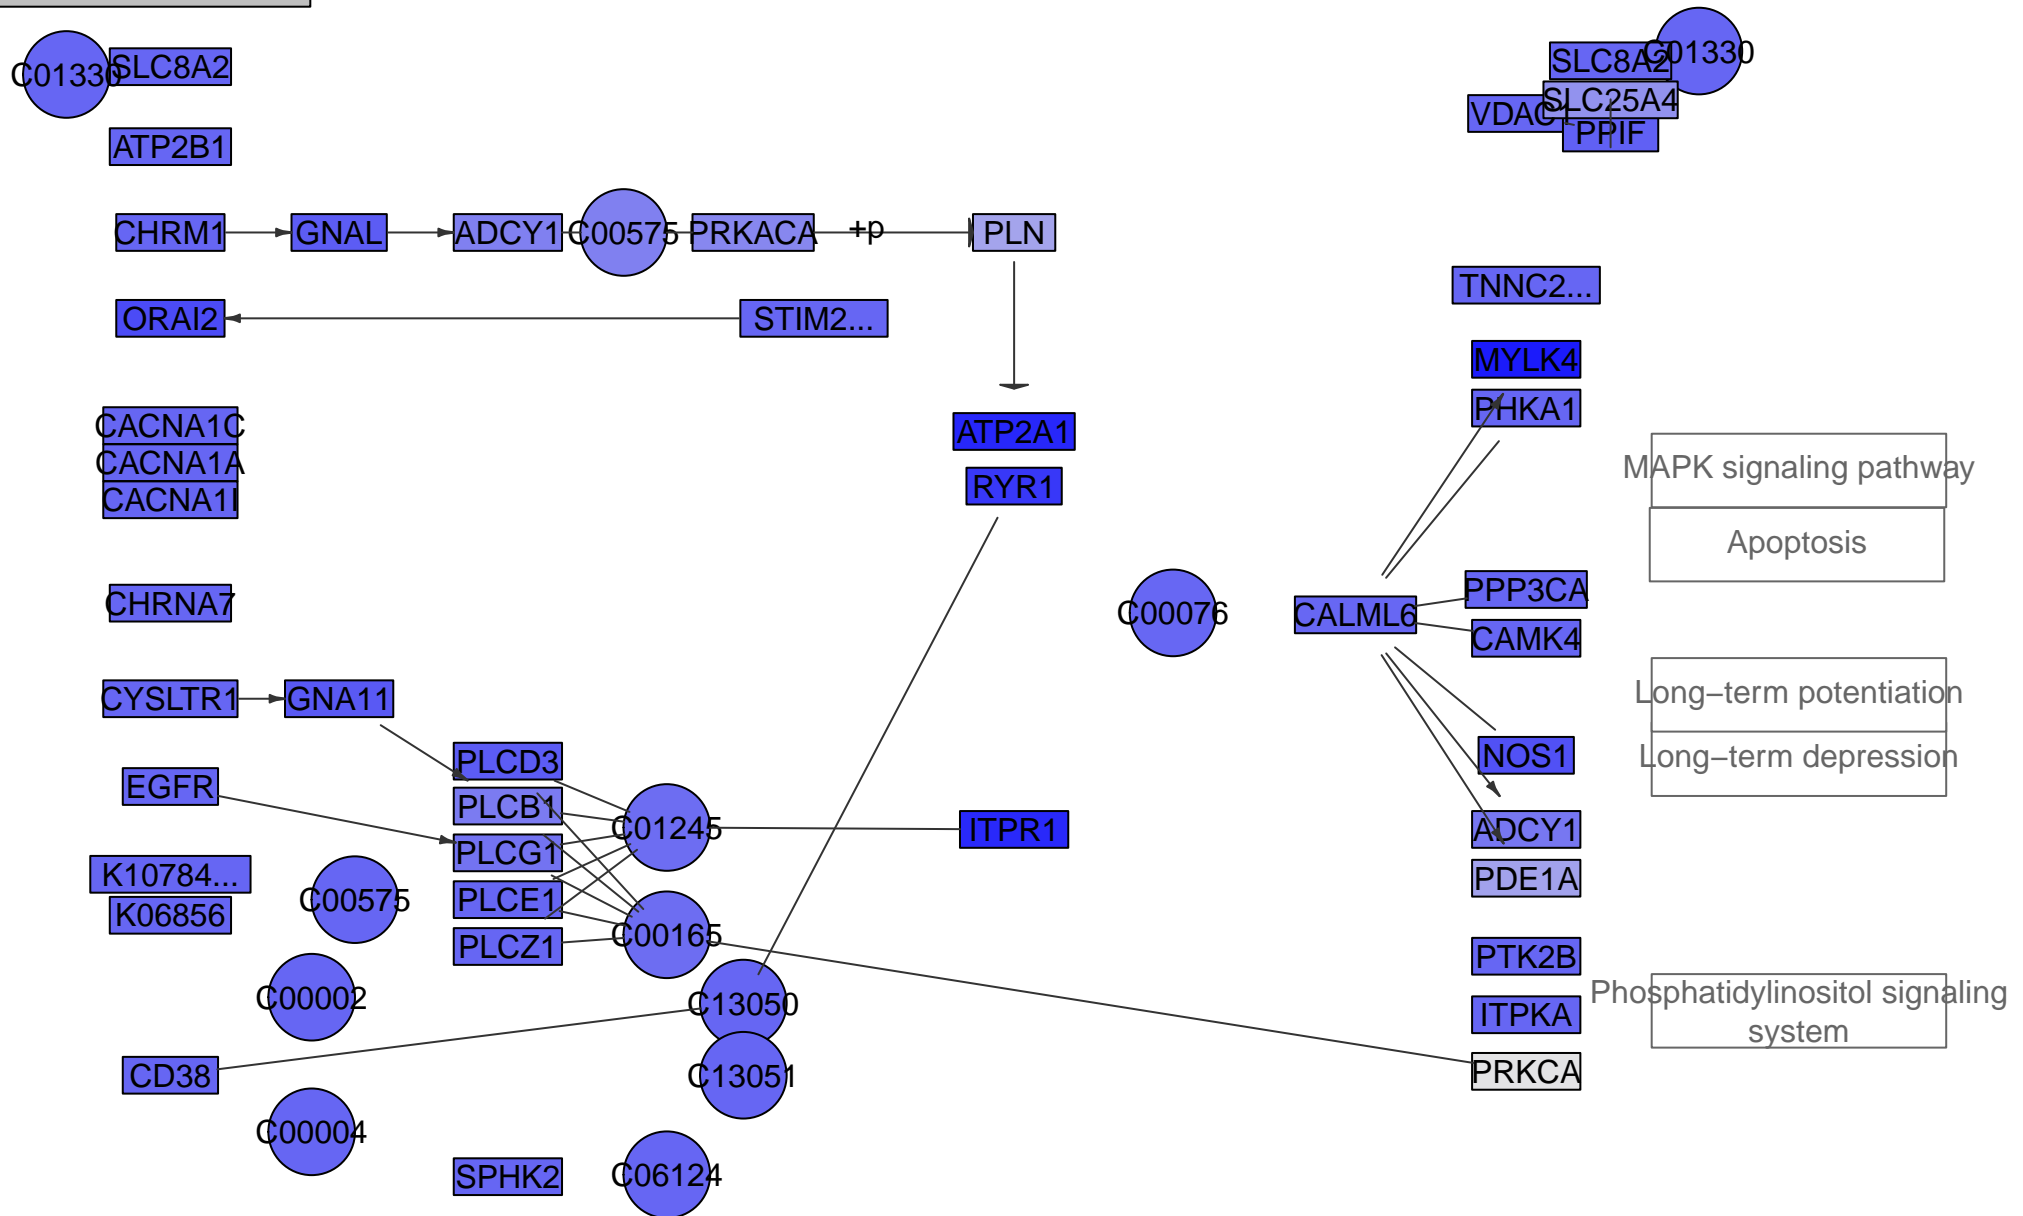 C01330
SLC8A2
SLC8A2
C01330
SLC25A4
VDAC1
PPIF
ATP2B1
CHRM1
GNAL
ADCY1
C00575
PRKACA
+p
PLN
TNNC2...
ORAI2
STIM2...
MYLK4
PHKA1
CACNA1C
CACNA1A
CACNA1I
ATP2A1
RYR1
MAPK signaling pathway
Apoptosis
CHRNA7
C00076
CALML6
PPP3CA
CAMK4
CYSLTR1
GNA11
Long−term potentiation
Long−term depression
NOS1
PLCD3
EGFR
PLCB1
C01245
ITPR1
ADCY1
PLCG1
K10784...
C00575
PLCE1
PDE1A
K06856
PLCZ1
C00165
PTK2B
C00002
C13050
ITPKA
Phosphatidylinositol signaling
system
CD38
C13051
PRKCA
C00004
SPHK2
C06124